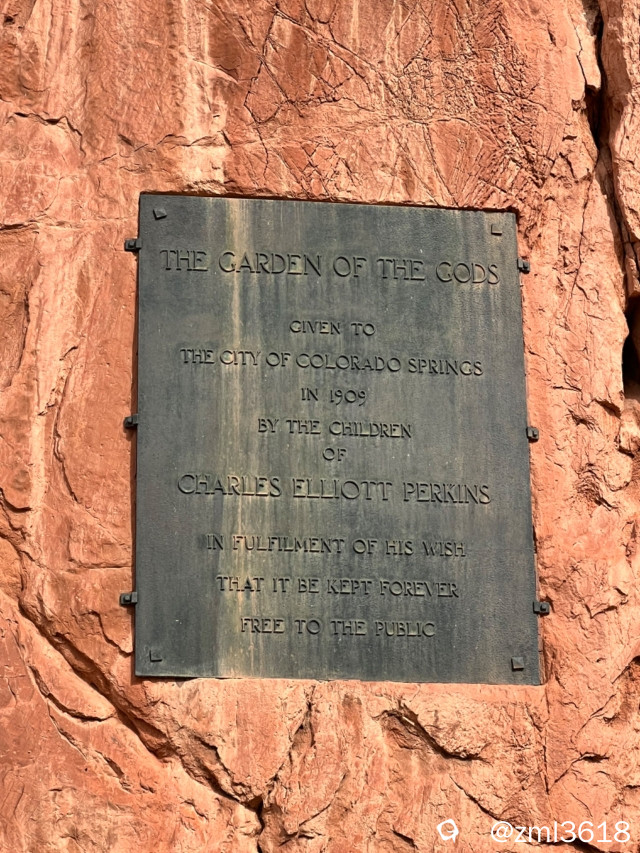 THE GARDEN OF THE GODS
GIVEN TO
THE CITY OF COLORADO SPRINGS
IN 1909
BY THE CHILDREN
OF
CHARLES ELLIOTT PERKINS
IN FULFILMENT OF HIS WISH
THAT IT BE KEPT FOREVER
FREE TO THE PUBLIC
@zml3618